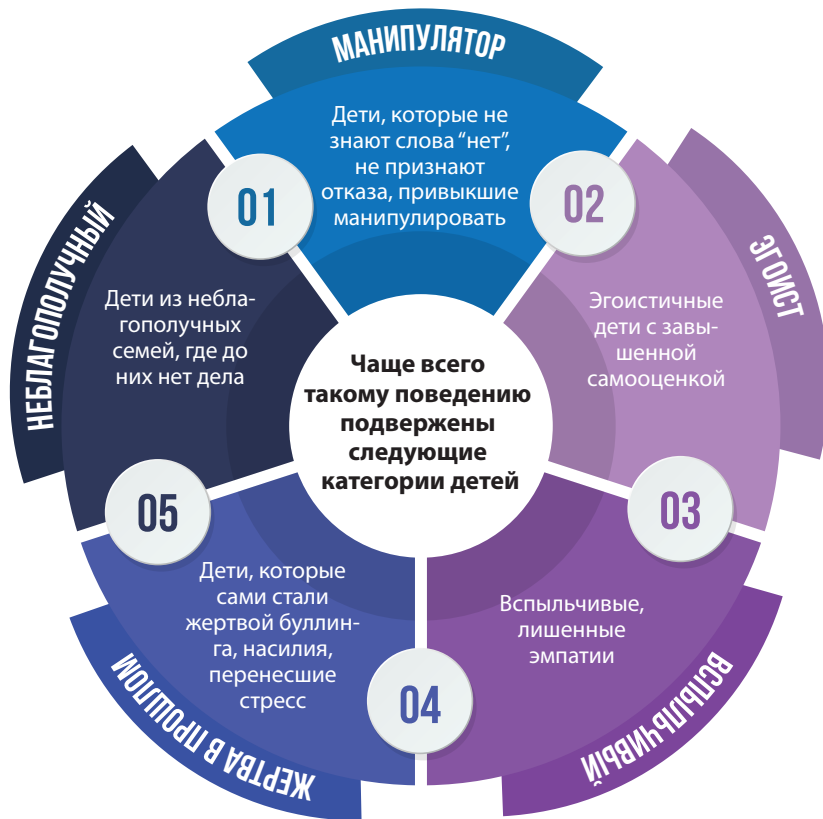 МАНИПУЛЯТОР
Дети, которые не
знают слова “нет”,
не признают
отказа, привыкшие
манипулировать
01
02
ЭГОИСТ
Эгоистичные
дети с завы-
шенной
самооценкой
03
ВСПЫЛЬЧИВЫЙ
Вспыльчивые,
лишенные
эмпатии
04
ЖЕРТВА В ПРОШЛОМ
Дети, которые
сами стали
жертвой буллин-
га, насилия,
перенесшие
стресс
05
НЕБЛАГОПОЛУЧНЫЙ
Дети из небла-
гополучных
семей, где до
них нет дела
Чаще всего
такому поведению
подвержены
следующие
категории детей